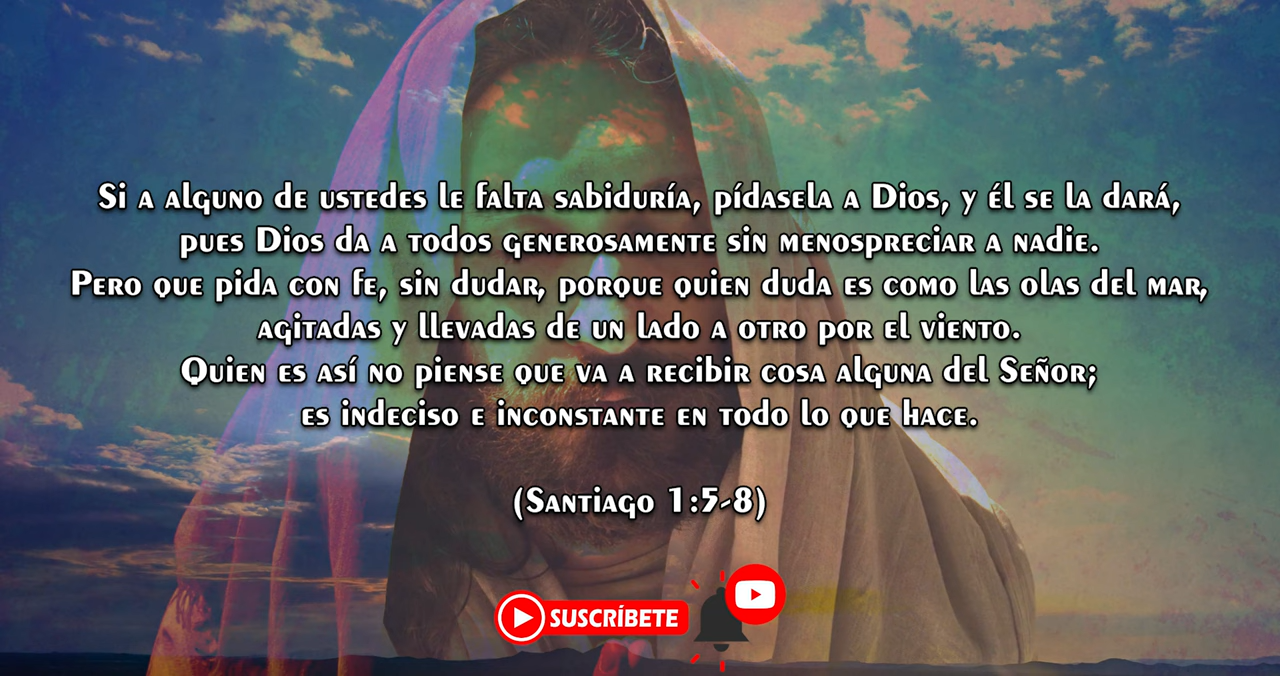 Si a alguno de ustedes le falta sabiduría, pídasela a Dios, y él se la dará,
pues Dios da a todos generosamente sin menospreciar a nadie.
Pero que pida con fe, sin dudar, porque quien duda es como las olas del mar,
agitadas y llevadas de un lado a otro por el viento.
Quien es así no piense que va a recibir cosa alguna del Señor;
es indeciso e inconstante en todo lo que hace.
(Santiago 1:5-8)
SUSCRÍBETE